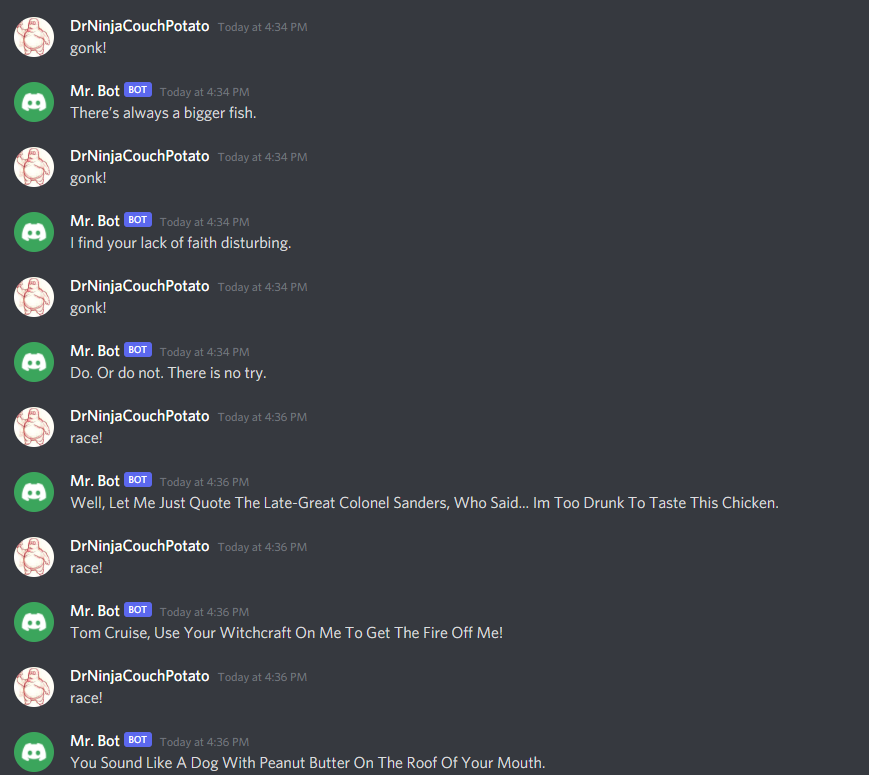 DrNinjaCouchPotato Today at 4:34 PM
gonk!
Mr. Bot BOT Today at 4:34 PM
There's always a bigger fish.
DrNinjaCouchPotato Today at 4:34 PM
gonk!
Mr. Bot BOT Today at 4:34 PM
I find your lack of faith disturbing.
DrNinjaCouchPotato Today at 4:34 PM
gonk!
Mr. Bot BOT Today at 4:34 PM
Do. Or do not. There is no try.
DrNinjaCouchPotato Today at 4:36 PM
race!
Mr. Bot BOT Today at 4:36 PM
Well, Let Me Just Quote The Late-Great Colonel Sanders, Who Said... Im Too Drunk To Taste This Chicken.
DrNinjaCouchPotato Today at 4:36 PM
race!
Mr. Bot BOT Today at 4:36 PM
Tom Cruise, Use Your Witchcraft On Me To Get The Fire Off Me!
DrNinjaCouchPotato Today at 4:36 PM
race!
Mr. Bot BOT Today at 4:36 PM
You Sound Like A Dog With Peanut Butter On The Roof Of Your Mouth.